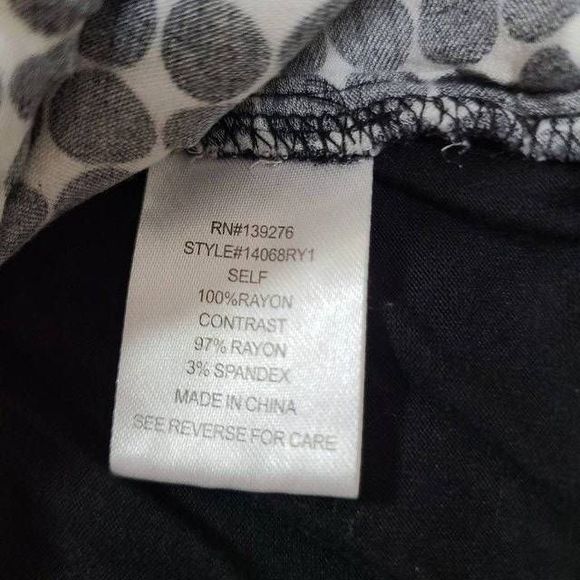 RN#139276
STYLE#14068RY1
SELF
100%RAYON
CONTRAST
97% RAYON
3% SPANDEX
MADE IN CHINA
SEE REVERSE FOR CARE